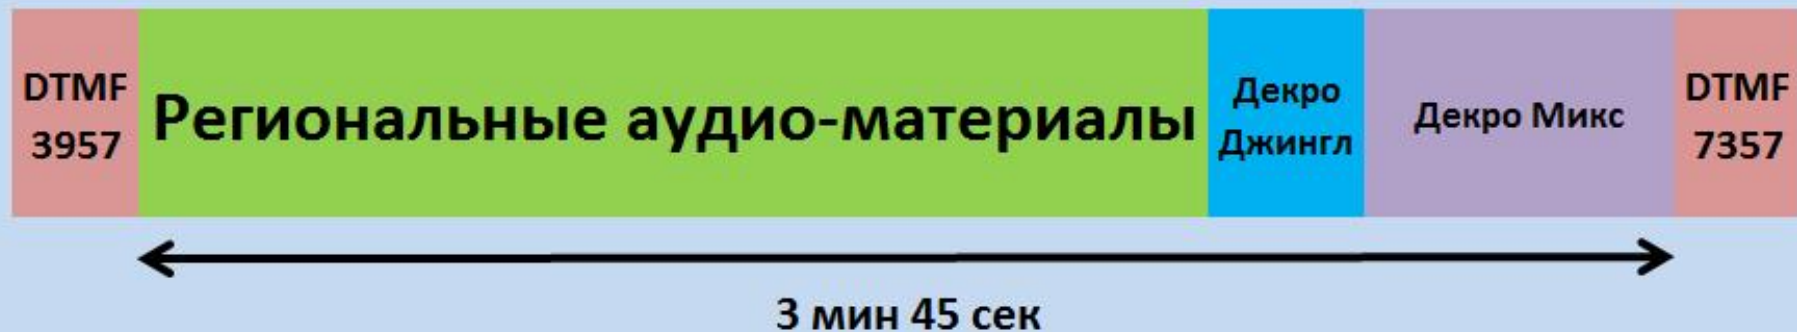 DTMF
3957
Региональные аудио-материалы
Декро
Джингл
Декро Микс
DTMF
7357
3 мин 45 сек